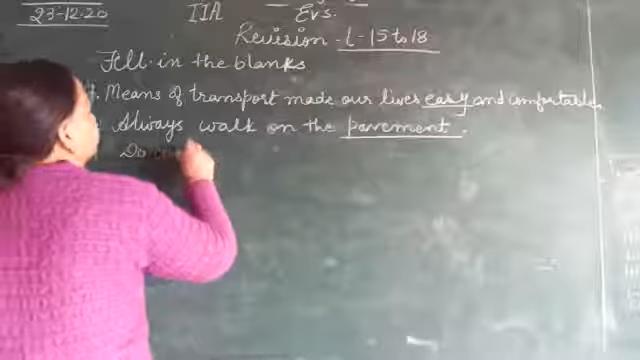 23-12-20 IIA Evs.
Revision - L-15 to 18
Fill in the blanks
Means of transport made our lives easy and comfortable.
Always walk on the pavement.
Do